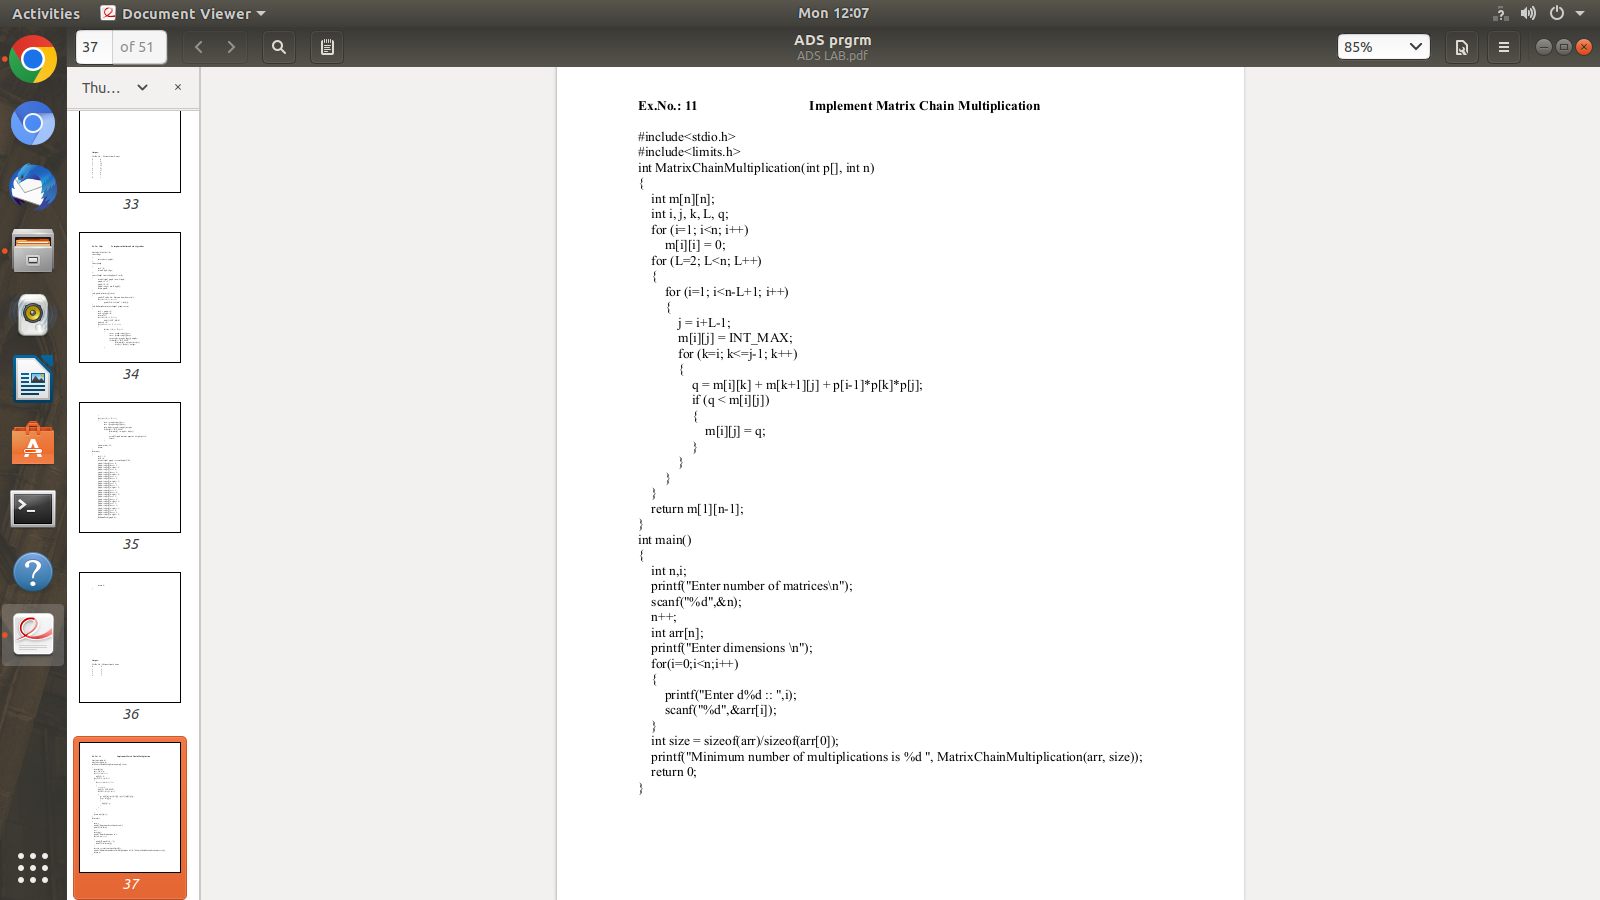 Activities Document Viewer Mon 12:07
37 of 51 ADS prgrm 85%
ADS LAB.pdf
Thu...
33
34
35
36
37
Ex.No.: 11 Implement Matrix Chain Multiplication
#include<stdio.h>
#include<limits.h>
int MatrixChainMultiplication(int p[], int n)
{
int m[n][n];
int i, j, k, L, q;
for (i=1; i<n; i++)
m[i][i] = 0;
for (L=2; L<n; L++)
{
for (i=1; i<n-L+1; i++)
{
j = i+L-1;
m[i][j] = INT_MAX;
for (k=i; k<=j-1; k++)
{
q = m[i][k] + m[k+1][j] + p[i-1]*p[k]*p[j];
if (q < m[i][j])
{
m[i][j] = q;
}
}
}
}
return m[1][n-1];
}
int main()
{
int n,i;
printf("Enter number of matrices\n");
scanf("%d",&n);
n++;
int arr[n];
printf("Enter dimensions \n");
for(i=0;i<n;i++)
{
printf("Enter d%d :: ",i);
scanf("%d",&arr[i]);
}
int size = sizeof(arr)/sizeof(arr[0]);
printf("Minimum number of multiplications is %d ", MatrixChainMultiplication(arr, size));
return 0;
}